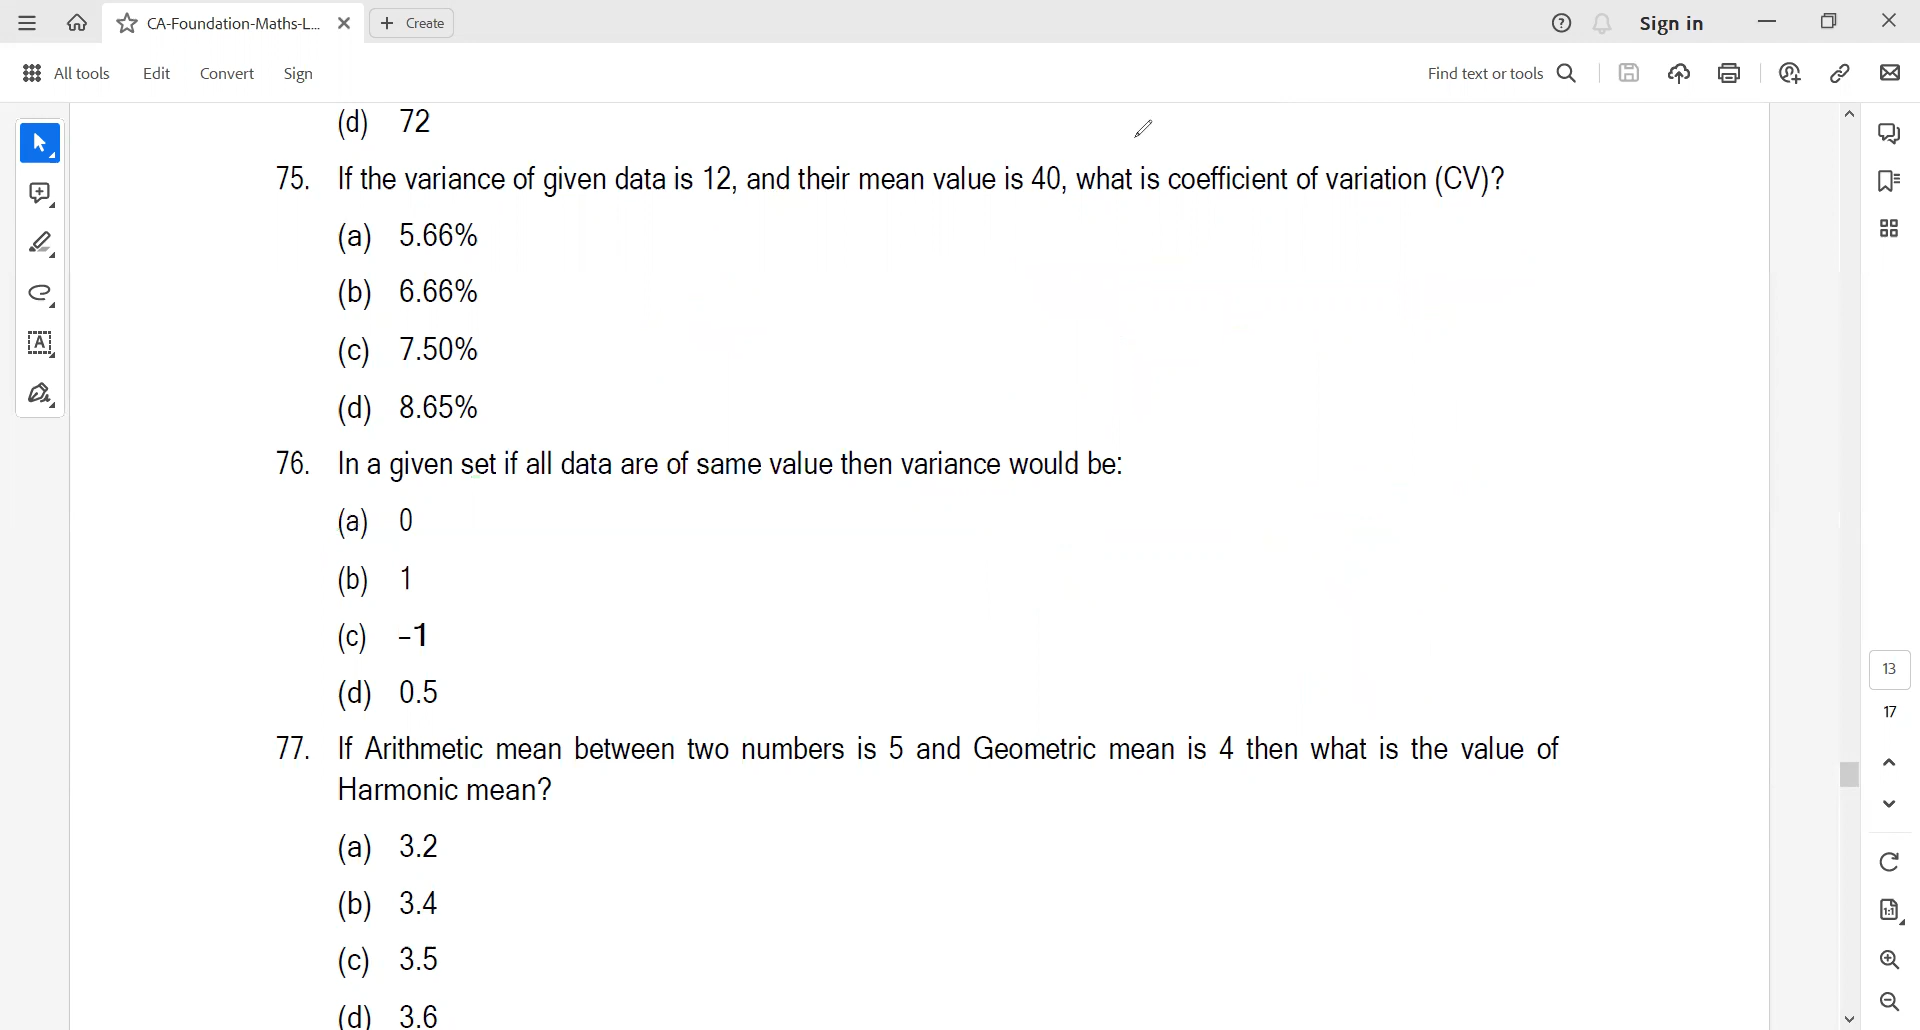 CA-Foundation-Maths-L...
Create
Sign in
All tools
Edit
Convert
Sign
Find text or tools
(d) 72
75. If the variance of given data is 12, and their mean value is 40, what is coefficient of variation (CV)?
(a) 5.66%
(b) 6.66%
(c) 7.50%
(d) 8.65%
76. In a given set if all data are of same value then variance would be:
(a) 0
(b) 1
(c) –1
(d) 0.5
77. If Arithmetic mean between two numbers is 5 and Geometric mean is 4 then what is the value of
Harmonic mean?
(a) 3.2
(b) 3.4
(c) 3.5
(d) 3.6
13
17